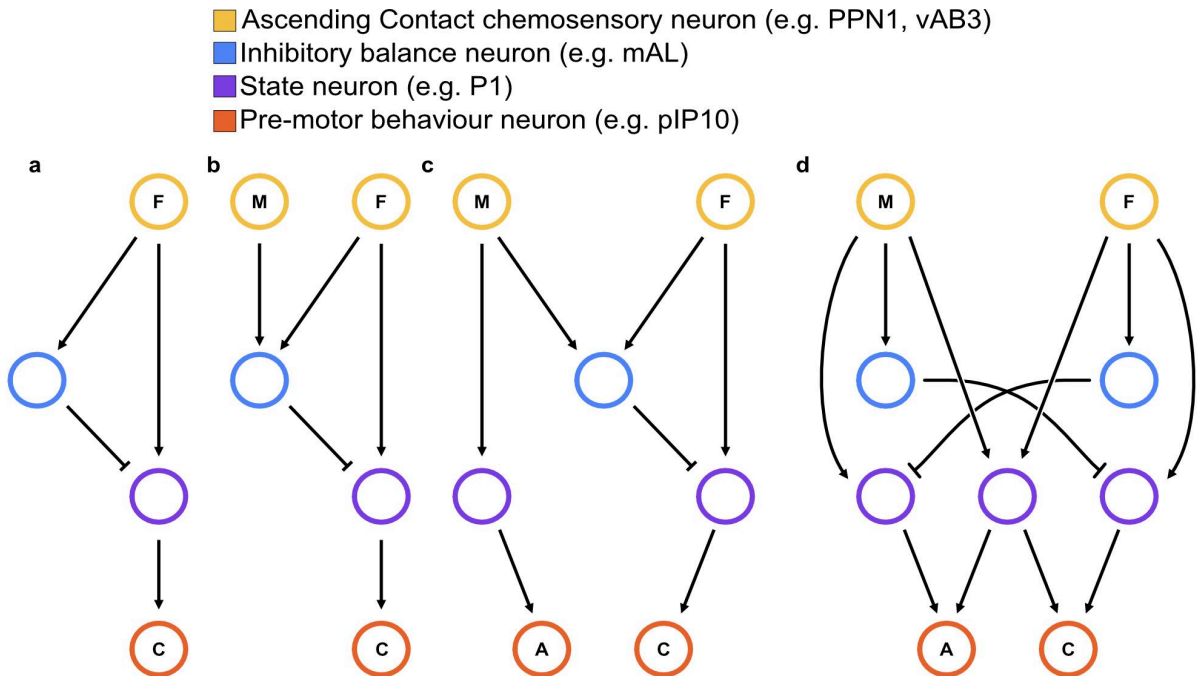 Ascending Contact chemosensory neuron (e.g. PPN1, vAB3)
Inhibitory balance neuron (e.g. mAL)
State neuron (e.g. P1)
Pre-motor behaviour neuron (e.g. pIP10)
a b c d
F M F M F M F
C C A C A C